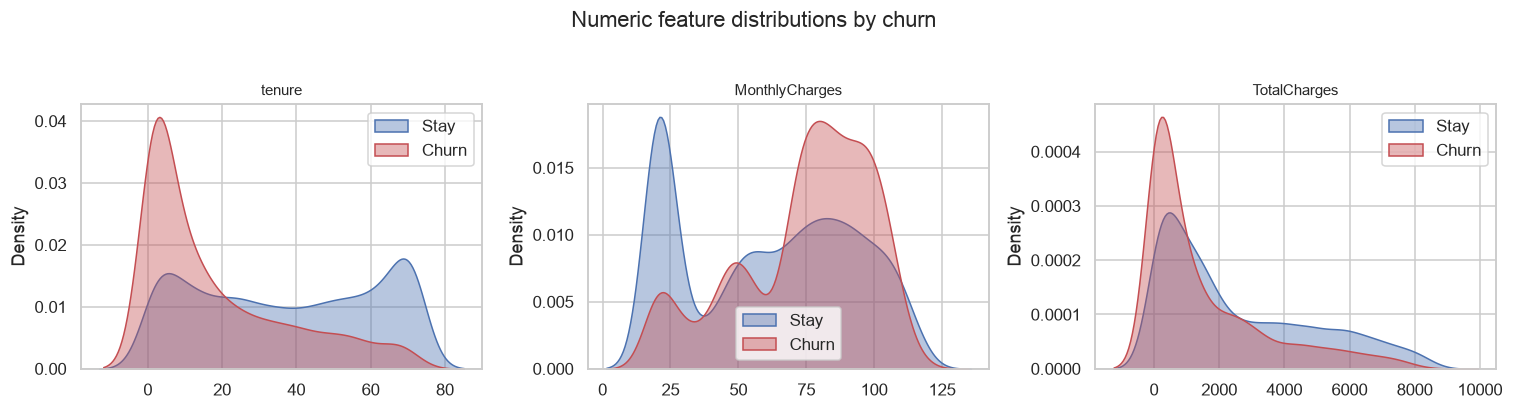 Numeric feature distributions by churn
tenure
Density
0.04
0.03
0.02
0.01
0.00
0
20
40
60
80
Stay
Churn
MonthlyCharges
Density
0.015
0.010
0.005
0.000
0
25
50
75
100
125
Stay
Churn
TotalCharges
Density
0.0004
0.0003
0.0002
0.0001
0.0000
0
2000
4000
6000
8000
10000
Stay
Churn